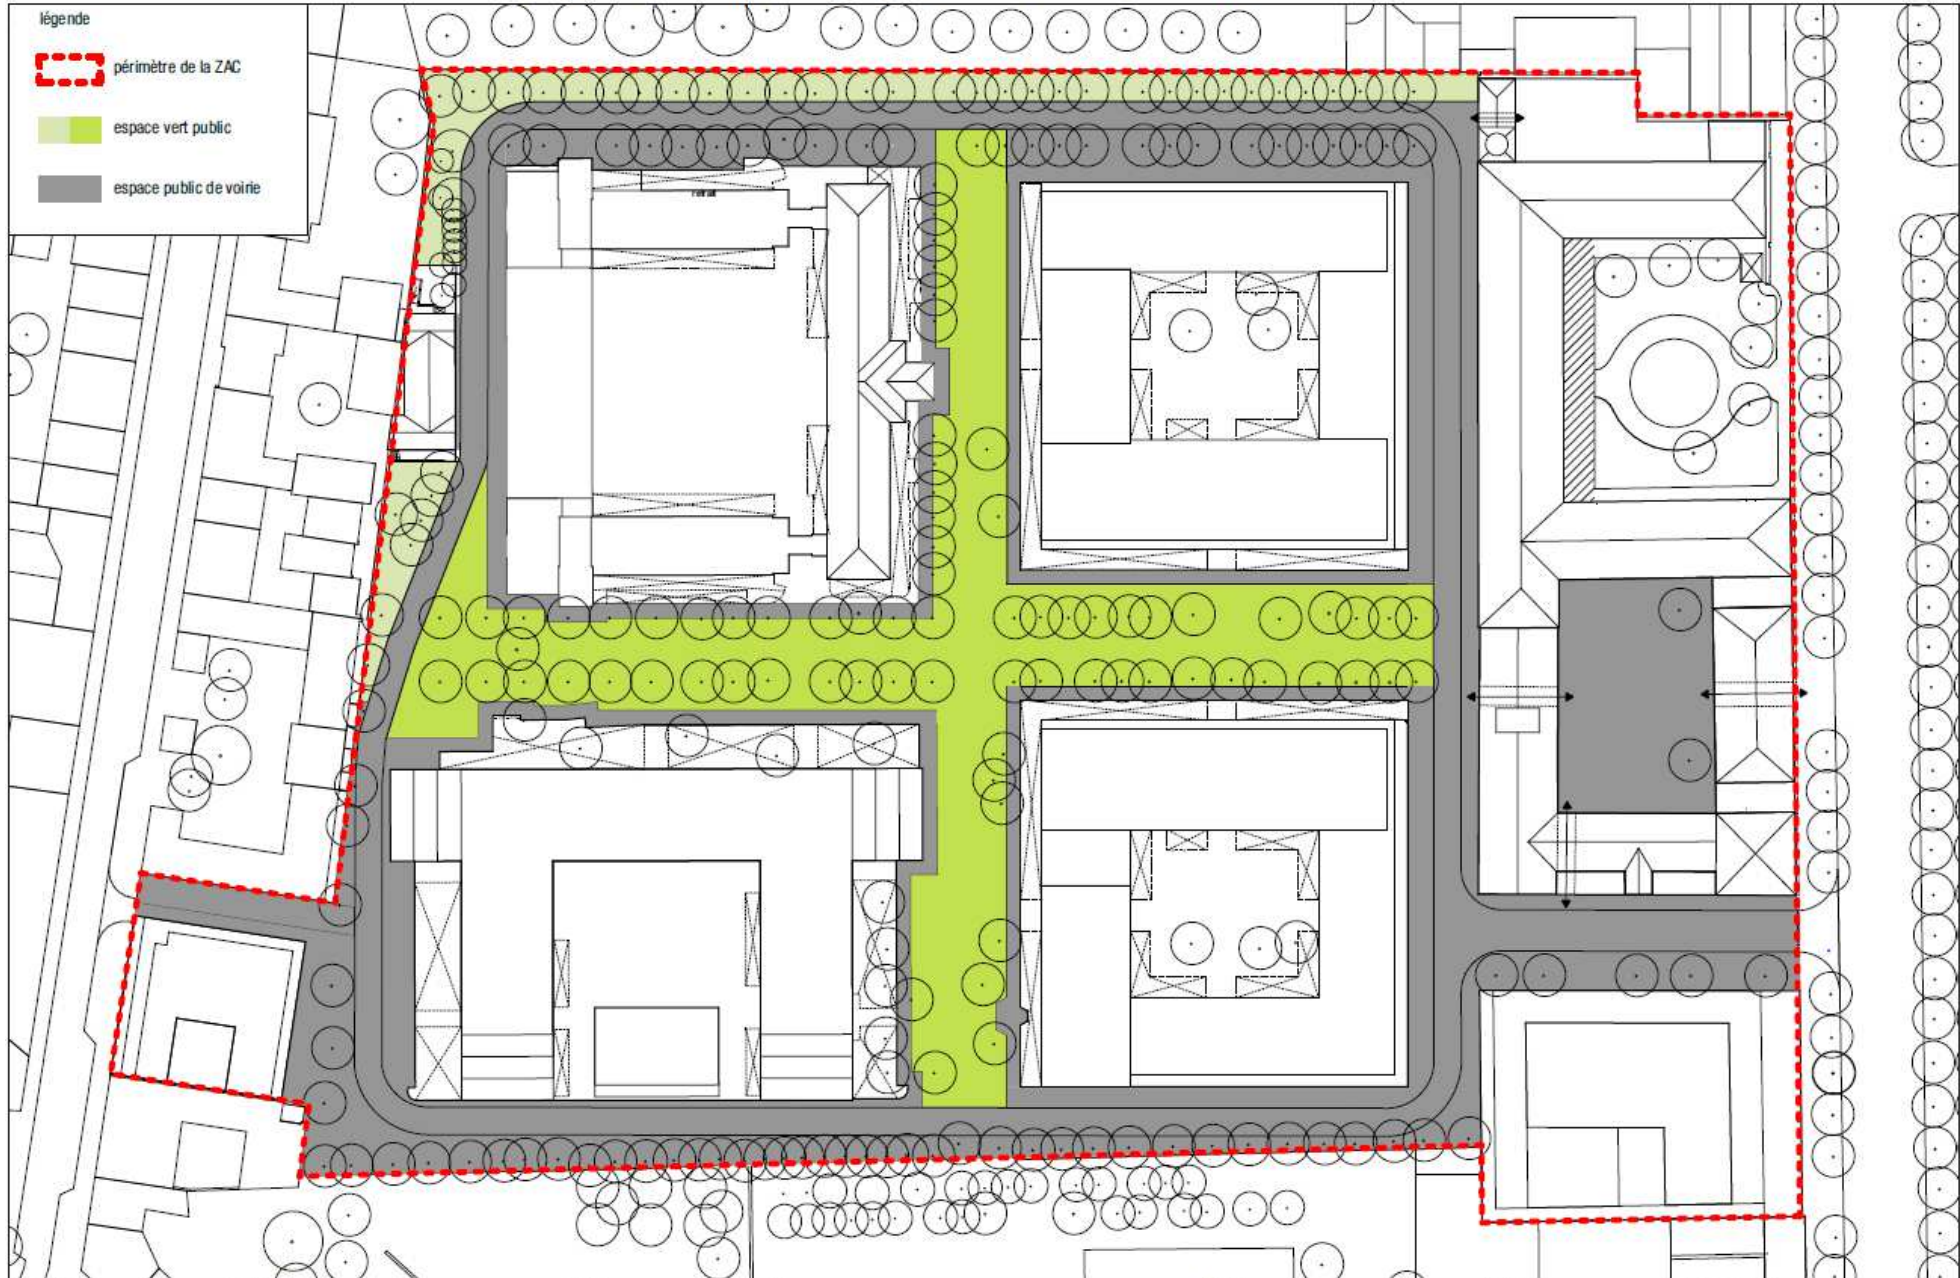 légende
périmètre de la ZAC
espace vert public
espace public de voirie